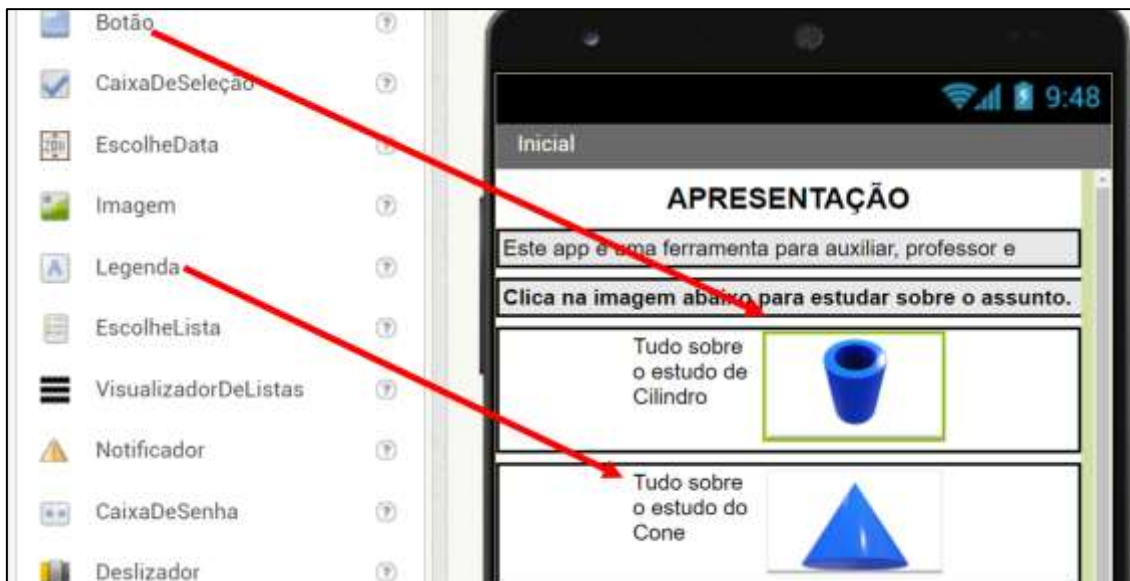 Botão
CaixaDeSeleção
EscolheData
Imagem
Legenda
EscolheLista
VisualizadorDeListas
Notificador
CaixaDeSenha
Deslizador
9:48
Inicial
APRESENTAÇÃO
Este app é uma ferramenta para auxiliar, professor e
Clica na imagem abaixo para estudar sobre o assunto.
Tudo sobre
o estudo de
Cilindro
Tudo sobre
o estudo do
Cone